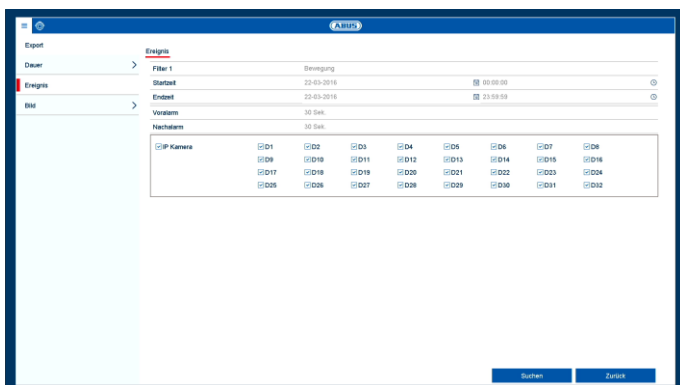 ABUS
Export
Dauer
Ereignis
Bild
Ereignis
Filter 1 Bewegung
Startzeit 22-03-2016 00:00:00
Endzeit 22-03-2016 23:59:59
Voralarm 30 Sek.
Nachalarm 30 Sek.
IP Kamera D1 D2 D3 D4 D5 D6 D7 D8
D9 D10 D11 D12 D13 D14 D15 D16
D17 D18 D19 D20 D21 D22 D23 D24
D25 D26 D27 D28 D29 D30 D31 D32
Suchen Zurück